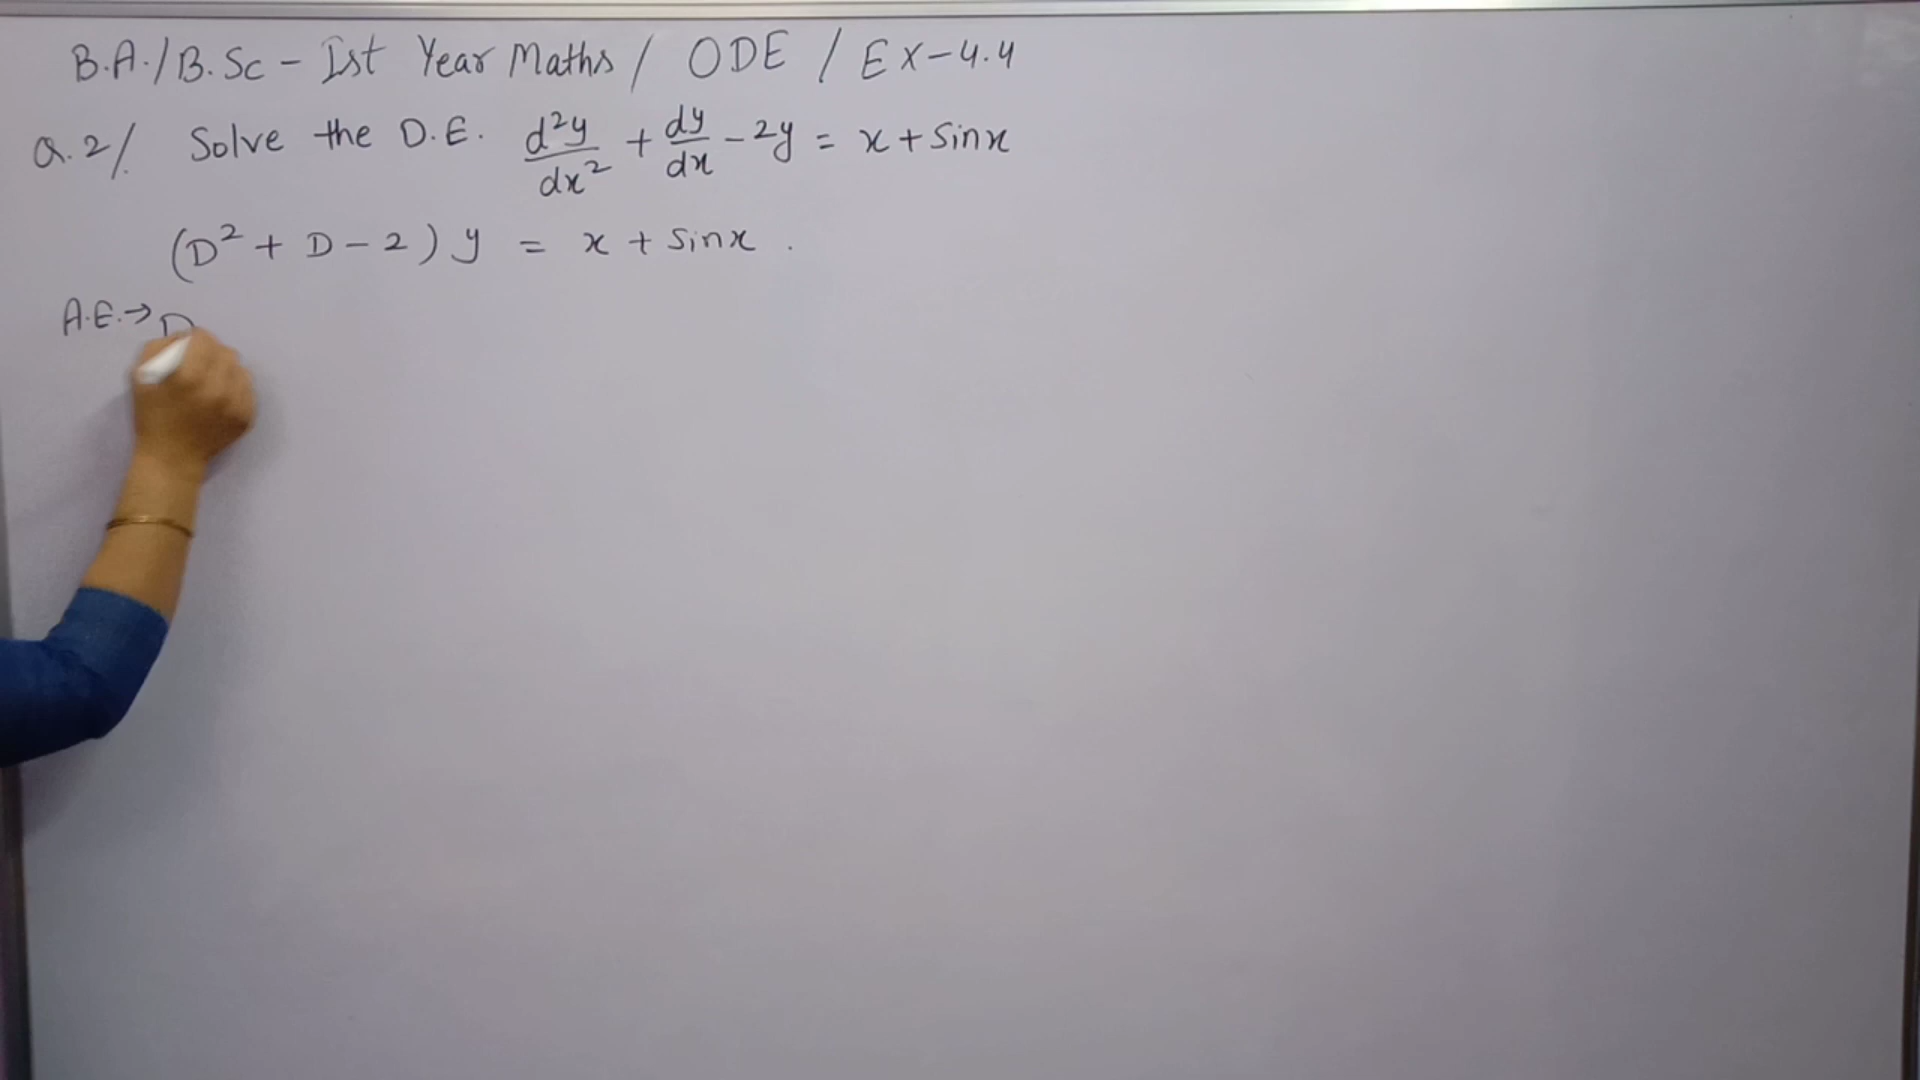 B.A./B.Sc - Ist Year Maths / ODE / EX-4.4
Q.2/. Solve the D.E. d²y/dx² + dy/dx - 2y = x + sinx
(D² + D - 2) y = x + sinx .
A.E. → D